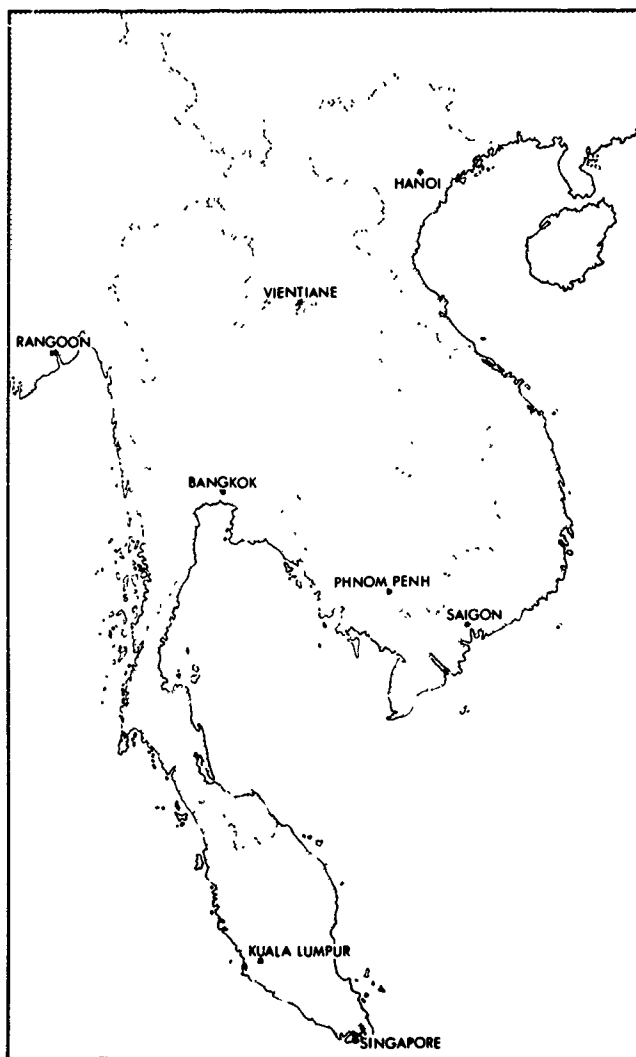 HANOI
VIENTIANE
RANGOON
BANGKOK
PHNOM PENH
SAIGON
KUALA LUMPUR
SINGAPORE